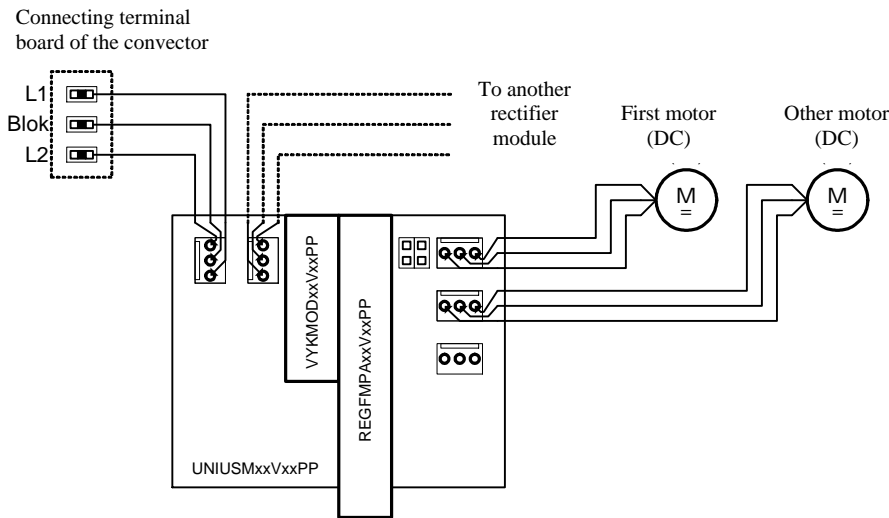 Connecting terminal
board of the convector
L1
Blok
L2
To another
rectifier
module
First motor
(DC)
Other motor
(DC)
M
=
M
=
VYKMODxxVxxPP
REGFMPAxxVxxPP
UNIUSMxxVxxPP